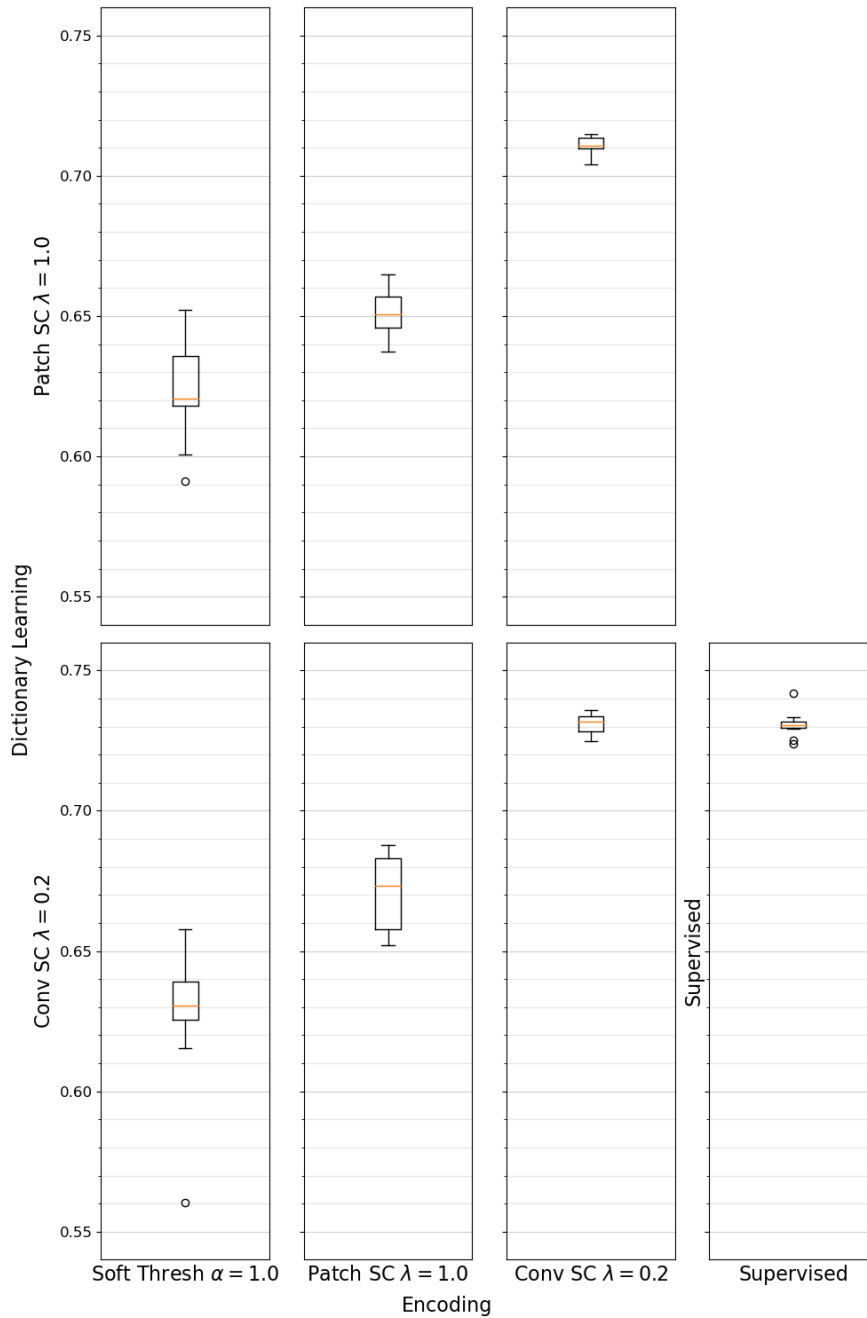 0.75
0.70
0.65
0.60
0.55
Patch SC λ = 1.0
Dictionary Learning
0.75
0.70
0.65
0.60
0.55
Conv SC λ = 0.2
Supervised
Soft Thresh α = 1.0
Patch SC λ = 1.0
Conv SC λ = 0.2
Supervised
Encoding